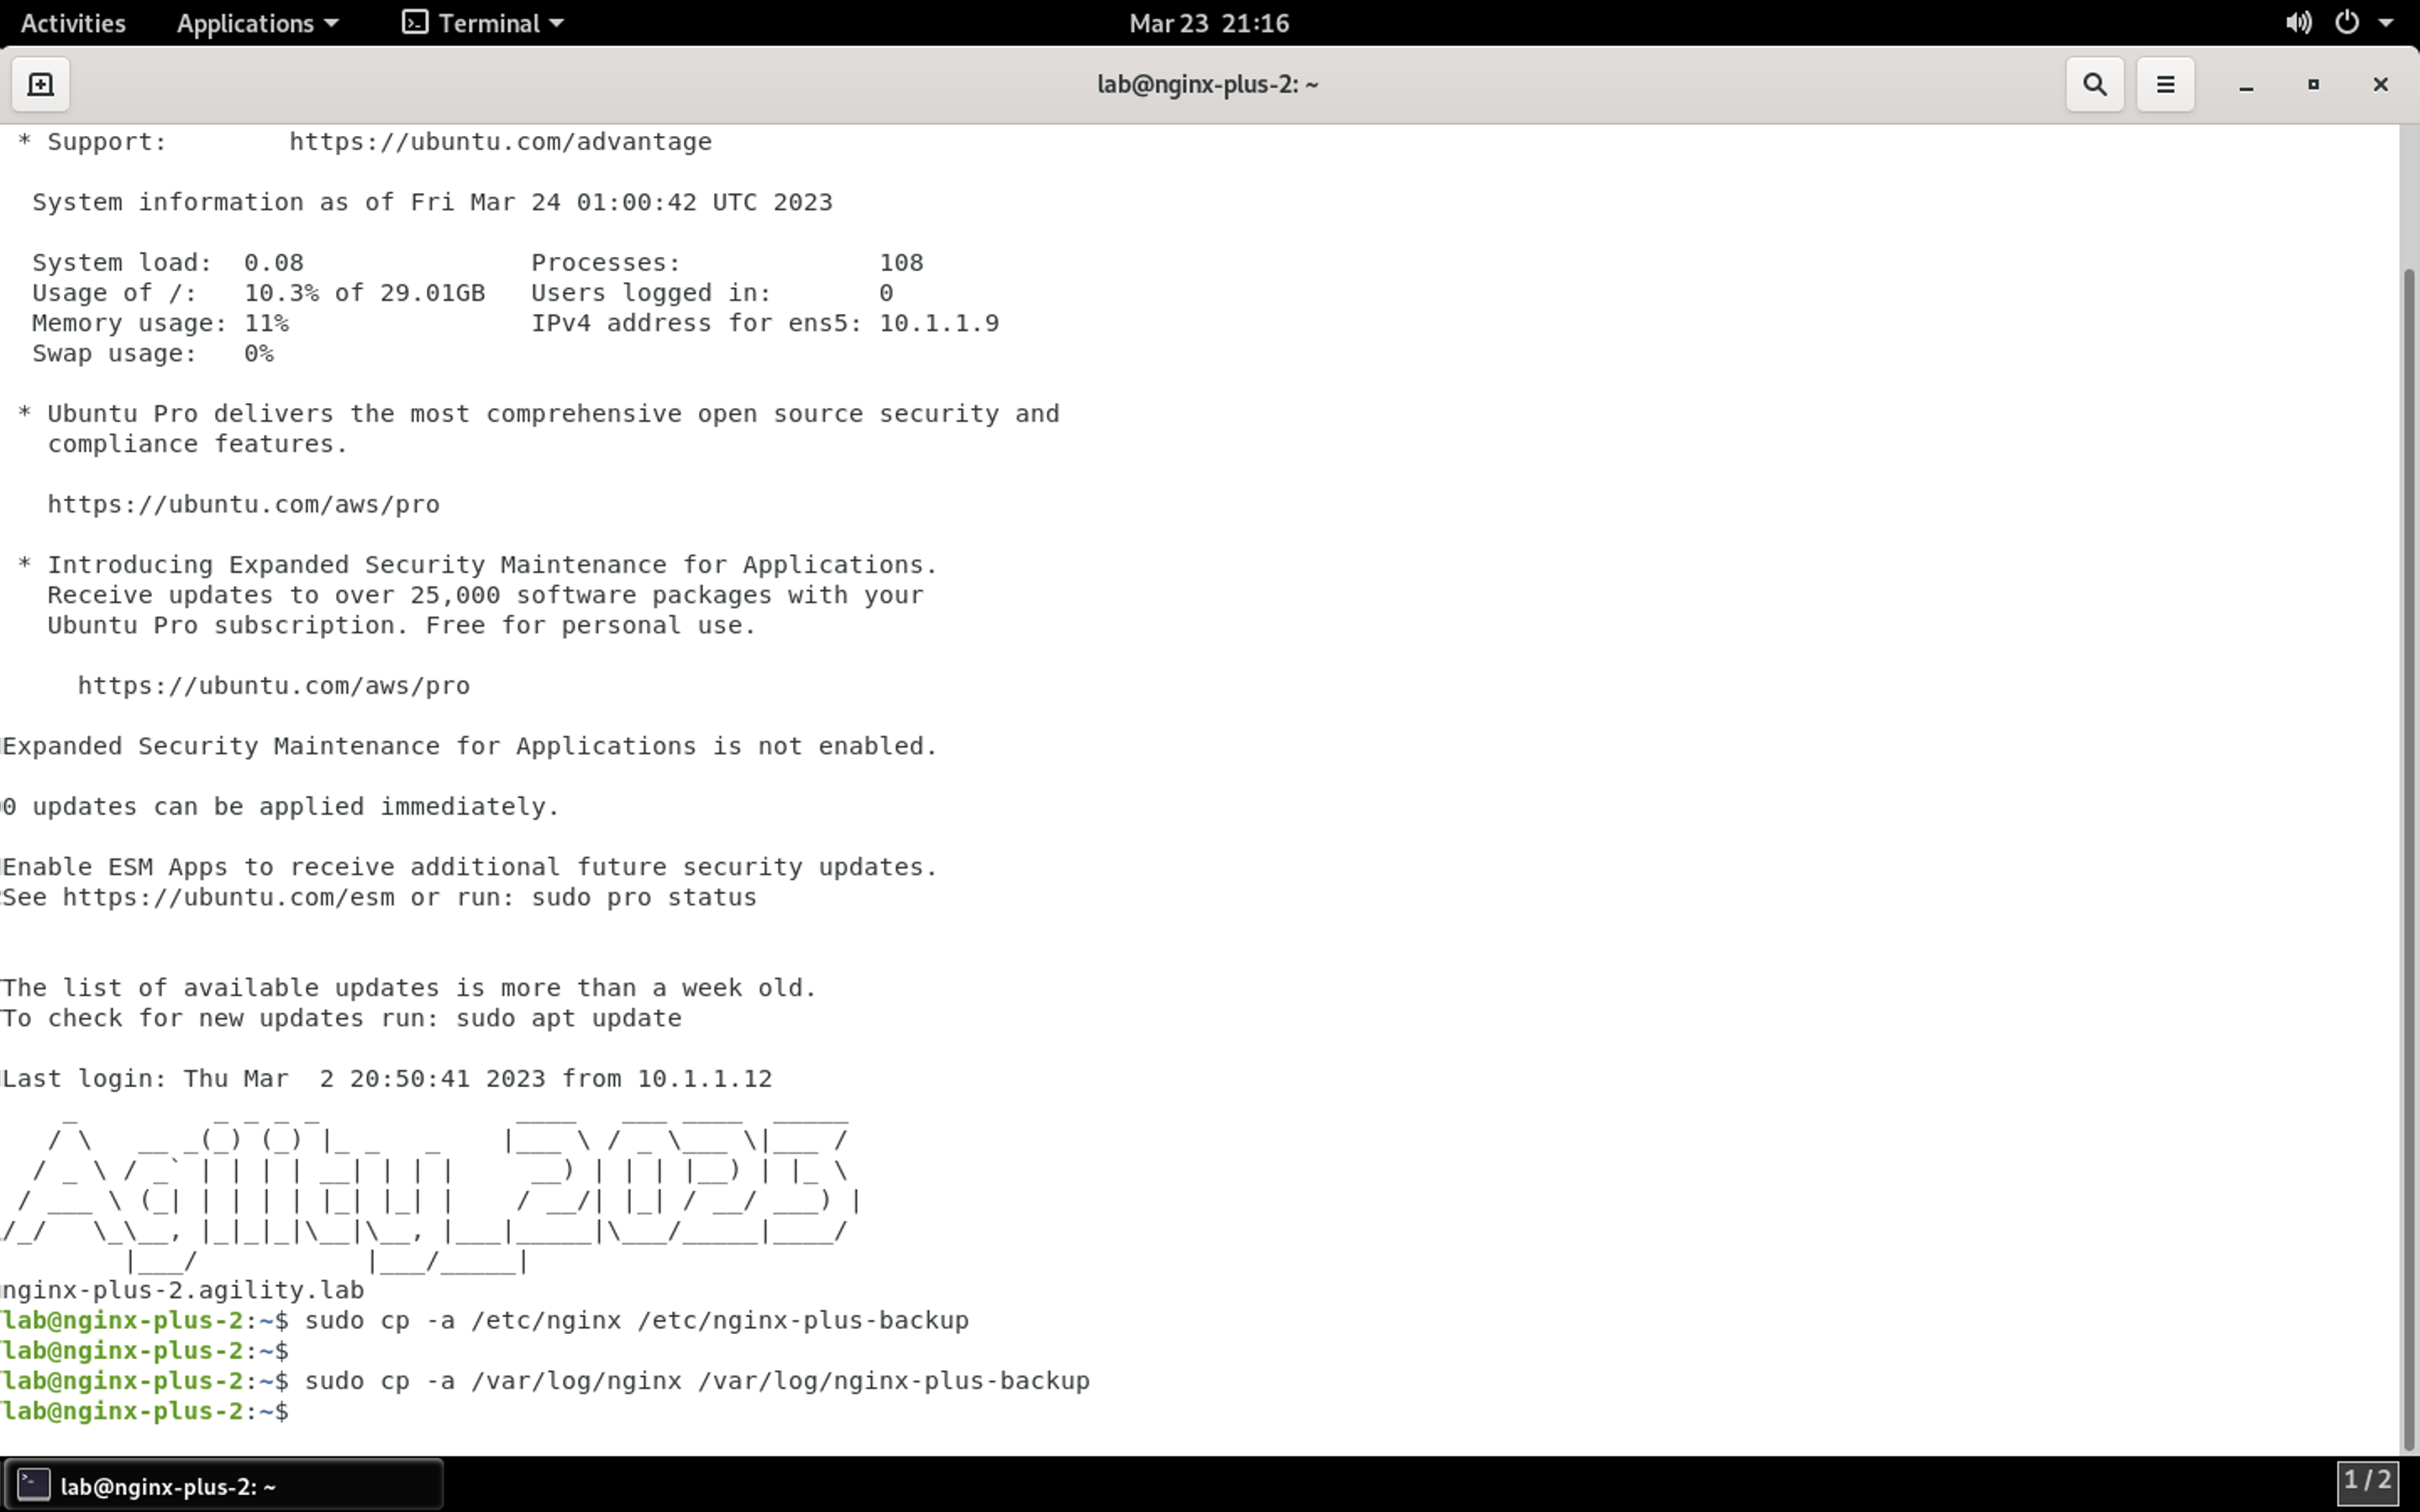 Activities Applications Terminal Mar 23 21:16
lab@nginx-plus-2: ~
* Support: https://ubuntu.com/advantage
System information as of Fri Mar 24 01:00:42 UTC 2023
System load: 0.08 Processes: 108
Usage of /: 10.3% of 29.01GB Users logged in: 0
Memory usage: 11% IPv4 address for ens5: 10.1.1.9
Swap usage: 0%
* Ubuntu Pro delivers the most comprehensive open source security and
compliance features.
https://ubuntu.com/aws/pro
* Introducing Expanded Security Maintenance for Applications.
Receive updates to over 25,000 software packages with your
Ubuntu Pro subscription. Free for personal use.
https://ubuntu.com/aws/pro
Expanded Security Maintenance for Applications is not enabled.
0 updates can be applied immediately.
Enable ESM Apps to receive additional future security updates.
See https://ubuntu.com/esm or run: sudo pro status
The list of available updates is more than a week old.
To check for new updates run: sudo apt update
Last login: Thu Mar  2 20:50:41 2023 from 10.1.1.12
Agility_2023
nginx-plus-2.agility.lab
lab@nginx-plus-2:~$ sudo cp -a /etc/nginx /etc/nginx-plus-backup
lab@nginx-plus-2:~$
lab@nginx-plus-2:~$ sudo cp -a /var/log/nginx /var/log/nginx-plus-backup
lab@nginx-plus-2:~$
lab@nginx-plus-2: ~ 1 / 2